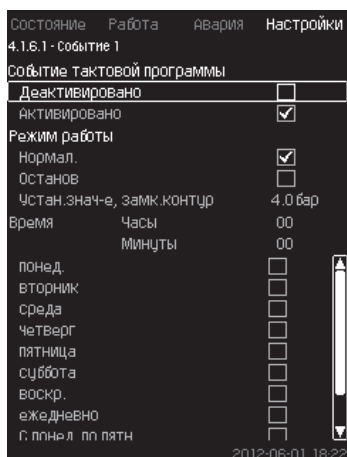 Состояние Работа Авария Настройки
4.1.6.1 - Событие 1
Событие тактовой программы
Деактивировано
Активировано
Режим работы
Нормал.
Останов
Устан.знач-е, замк.контур 4.0 бар
Время Часы 00
Минуты 00
понед.
вторник
среда
четверг
пятница
суббота
воскр.
ежедневно
С понед. по пятн
2012-06-01 18:22